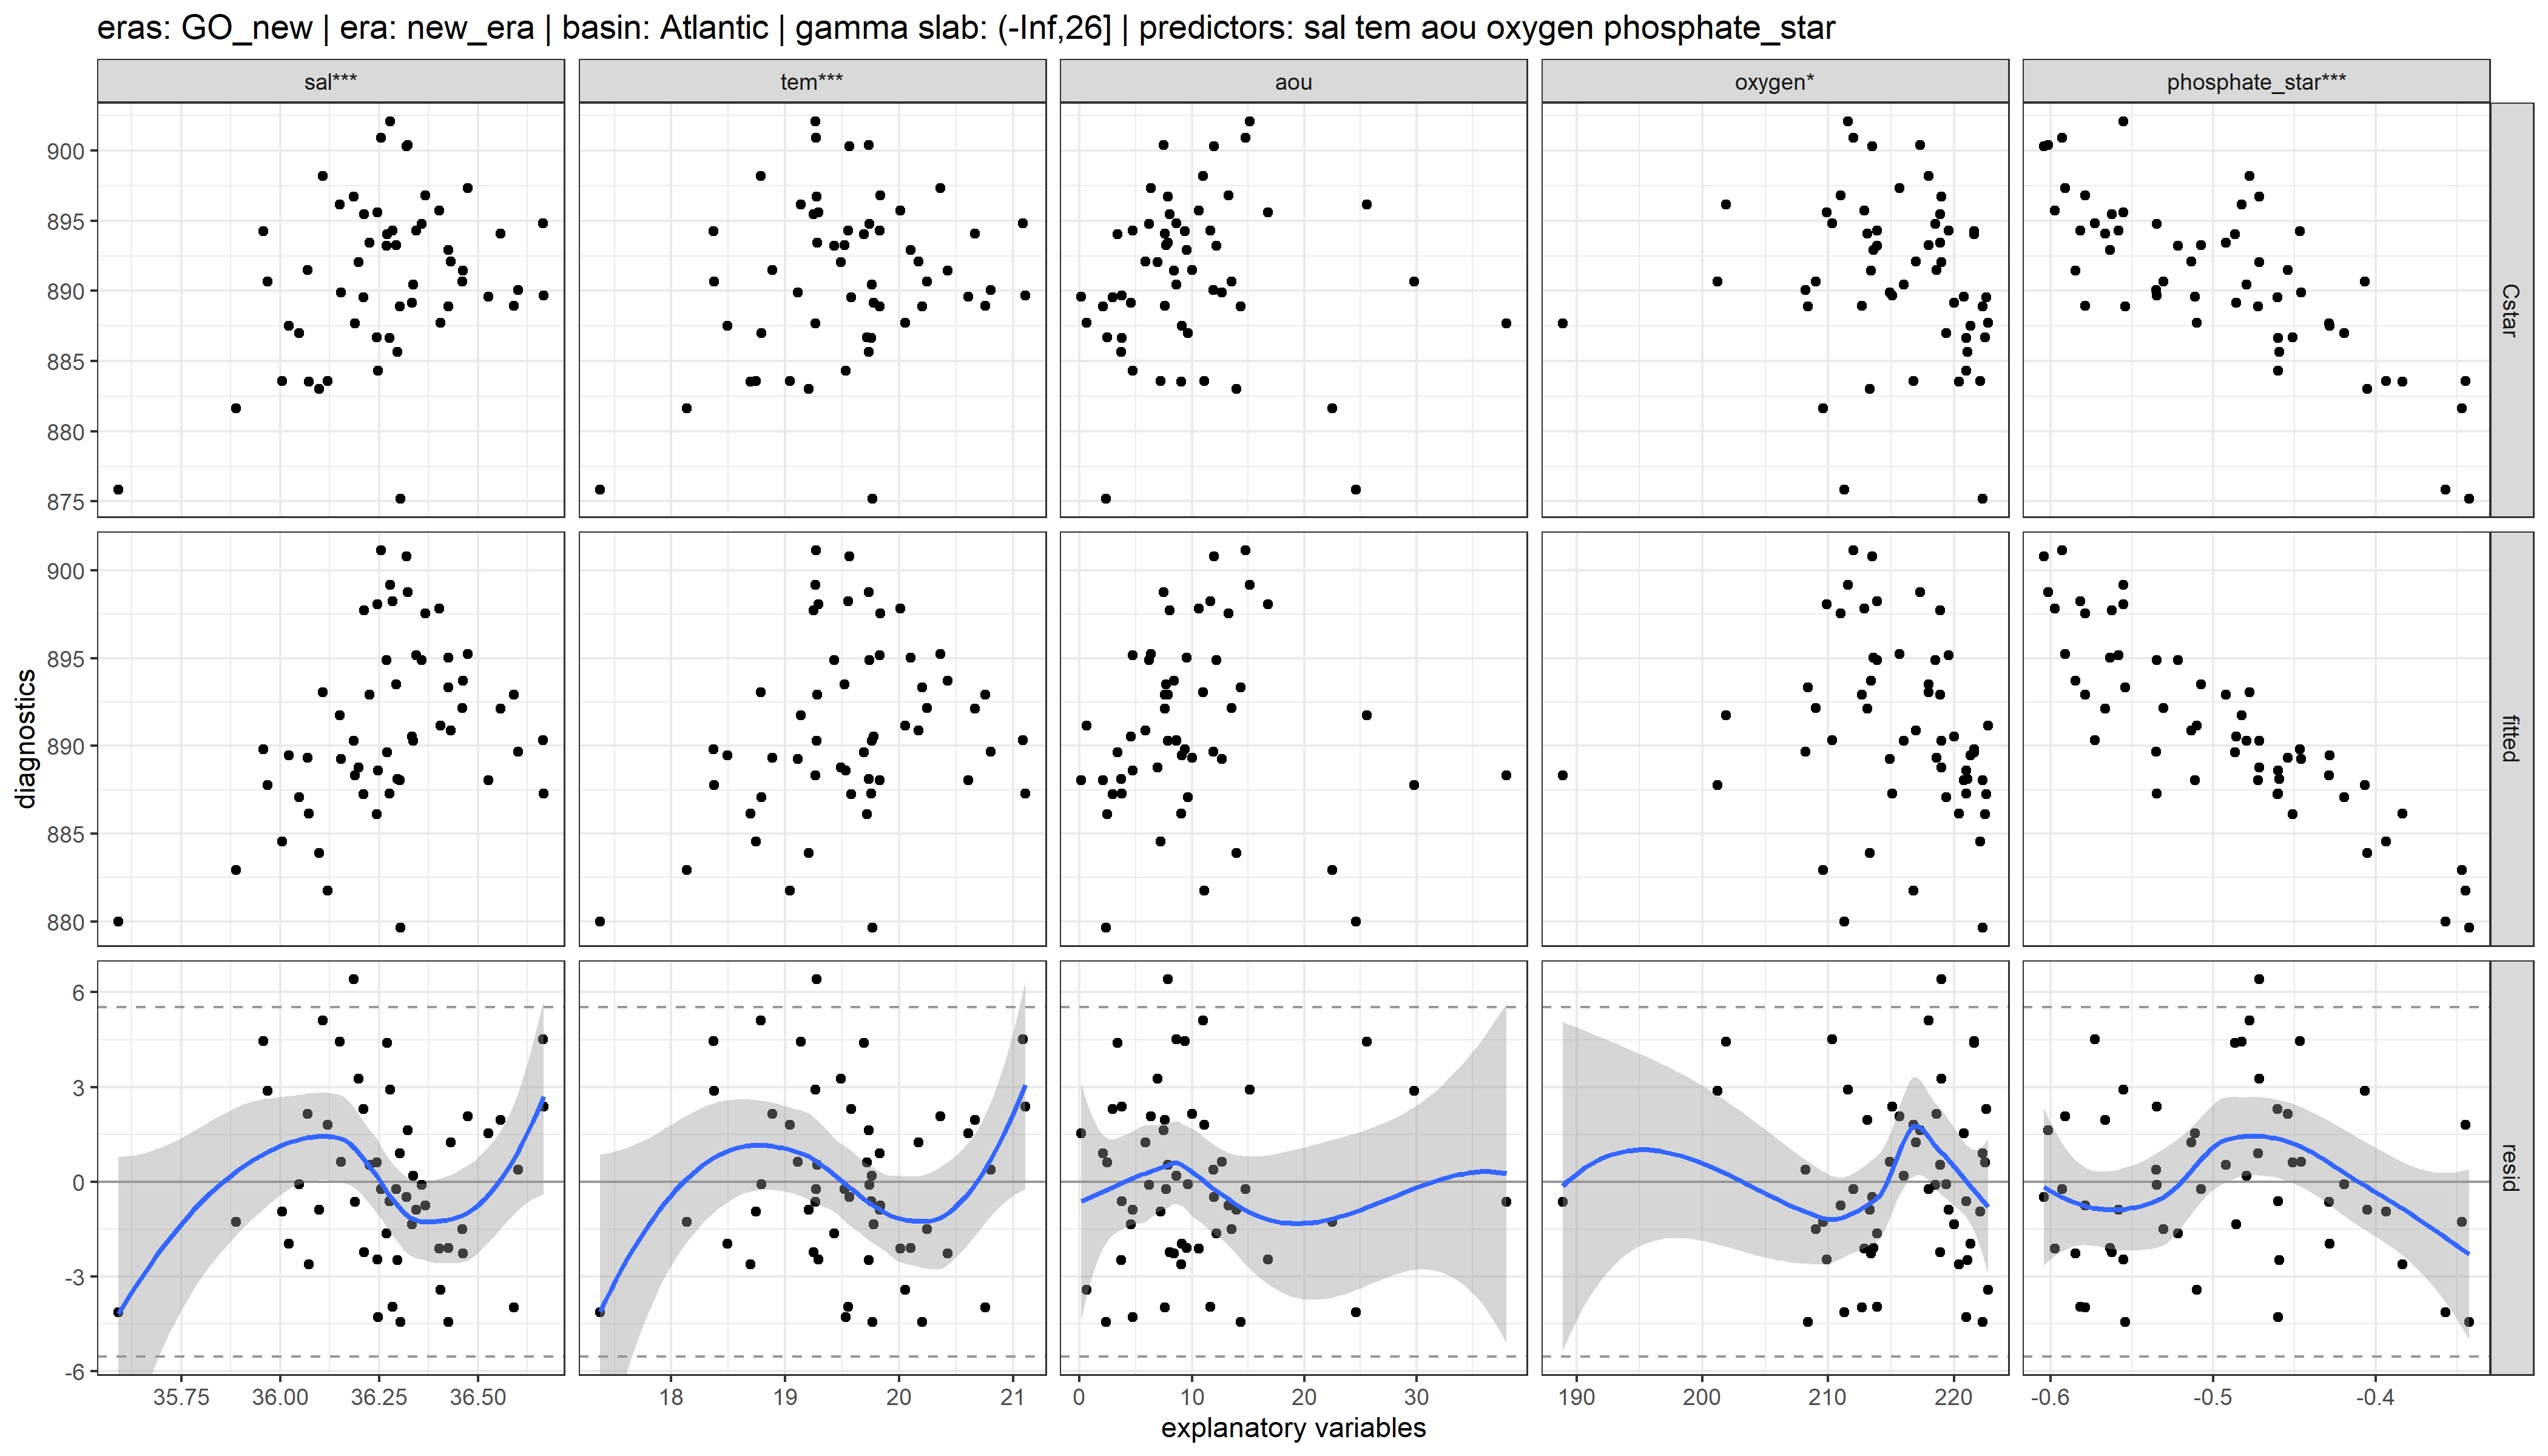 eras: GO_new | era: new_era | basin: Atlantic | gamma slab: (-Inf,26] | predictors: sal tem aou oxygen phosphate_star
sal*** tem*** aou oxygen* phosphate_star***
900
895
890
885
880
875
Cstar
900
895
890
885
880
fitted
diagnostics
6
3
0
-3
-6
resid
35.75 36.00 36.25 36.50 18 19 20 21 0 10 20 30 190 200 210 220 -0.6 -0.5 -0.4
explanatory variables